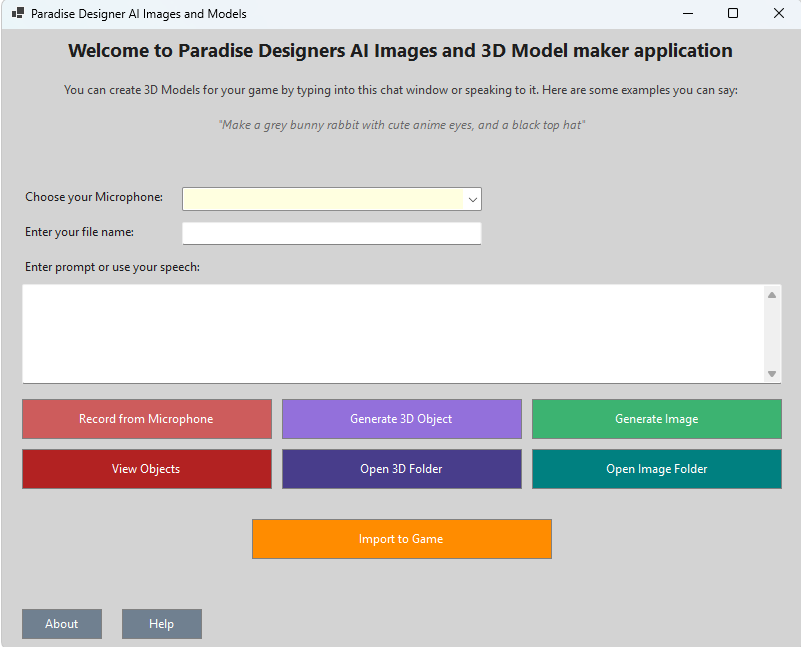 Paradise Designer AI Images and Models
Welcome to Paradise Designers AI Images and 3D Model maker application
You can create 3D Models for your game by typing into this chat window or speaking to it. Here are some examples you can say:
"Make a grey bunny rabbit with cute anime eyes, and a black top hat"
Choose your Microphone:
Enter your file name:
Enter prompt or use your speech:
Record from Microphone
Generate 3D Object
Generate Image
View Objects
Open 3D Folder
Open Image Folder
Import to Game
About
Help